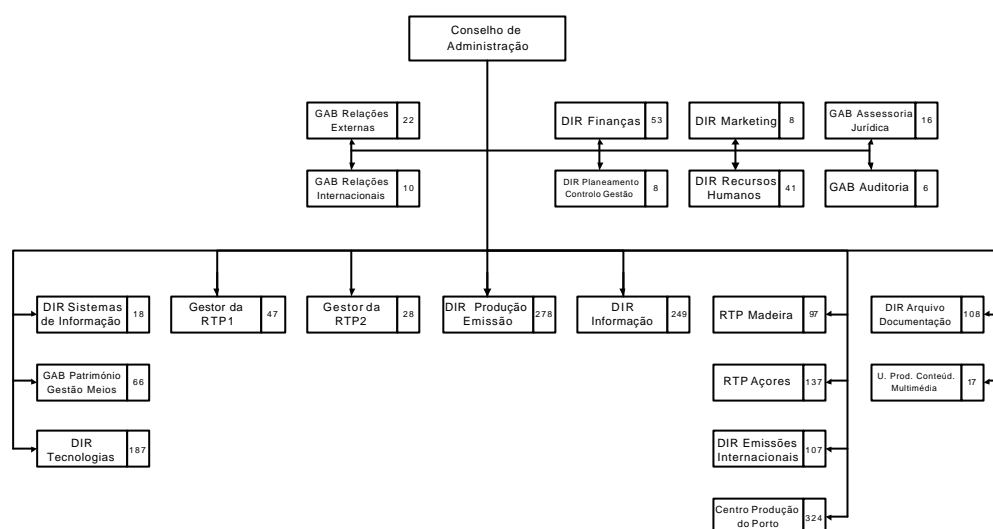 Conselho de
Administração
GAB Relações
Externas
22
DIR Finanças
53
DIR Marketing
8
GAB Assessoria
Jurídica
16
GAB Relações
Internacionais
10
DIR Planeamento
Controlo Gestão
8
DIR Recursos
Humanos
41
GAB Auditoria
6
DIR Sistemas
de Informação
18
Gestor da
RTP1
47
Gestor da
RTP2
28
DIR Produção
Emissão
278
DIR
Informação
249
RTP Madeira
97
DIR Arquivo
Documentação
108
GAB Património
Gestão Meios
66
RTP Açores
137
U. Prod. Conteúd.
Multimédia
17
DIR
Tecnologias
187
DIR Emissões
Internacionais
107
Centro Produção
do Porto
324